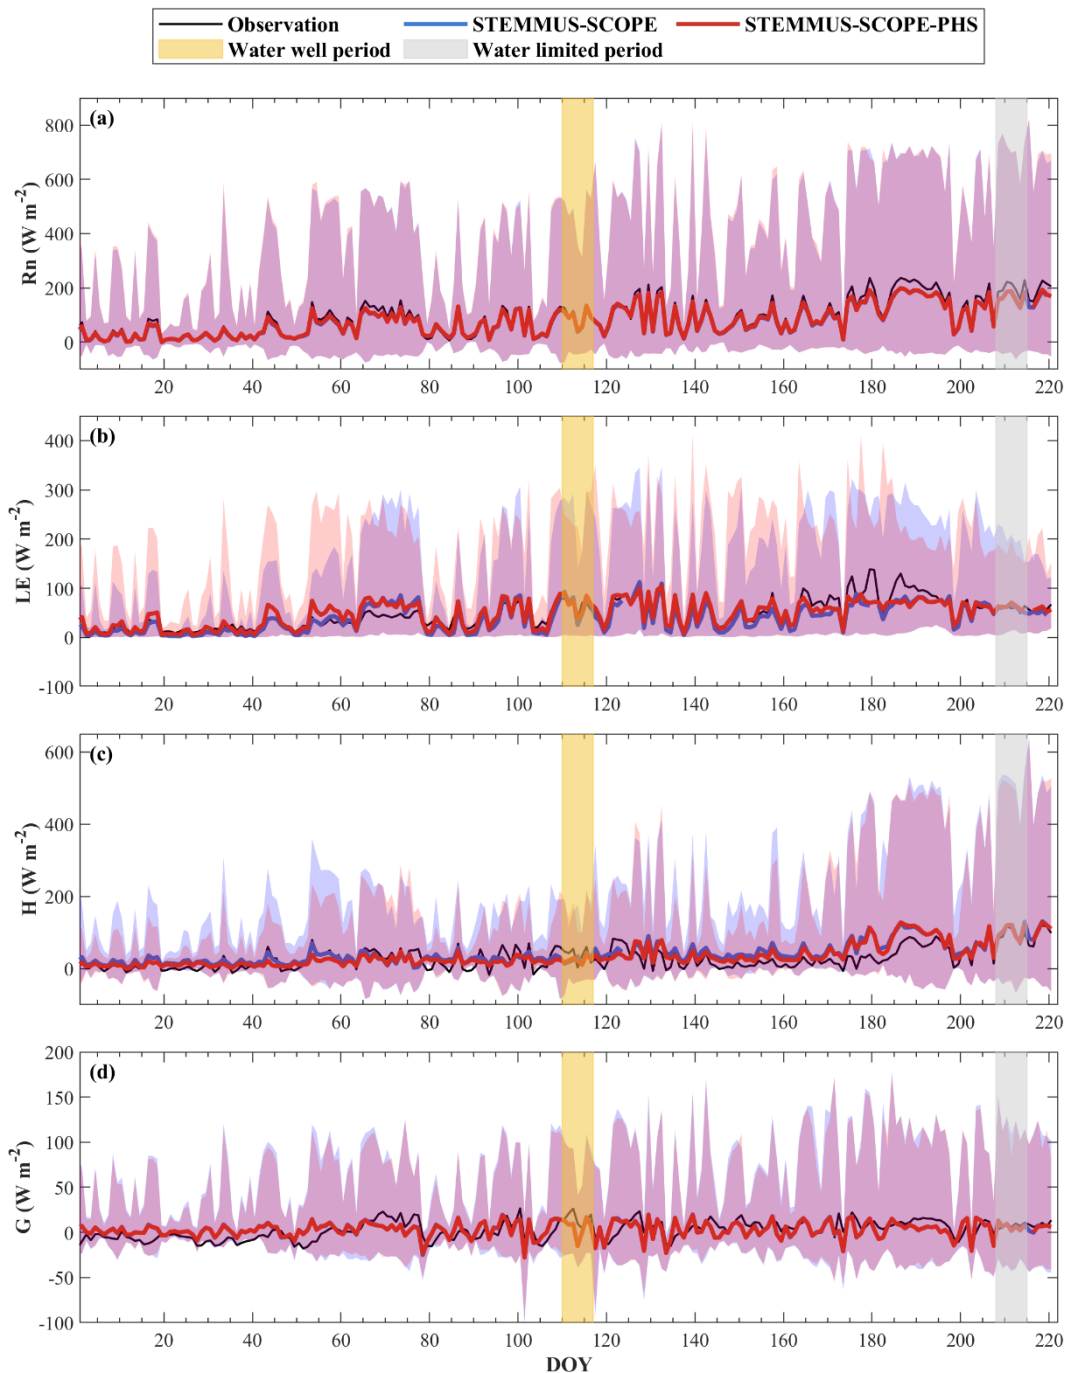 Observation STEMMUS-SCOPE STEMMUS-SCOPE-PHS
Water well period Water limited period
(a)
800
600
400
200
0
Rn (W m-2)
20 40 60 80 100 120 140 160 180 200 220
(b)
400
300
200
100
0
-100
LE (W m-2)
20 40 60 80 100 120 140 160 180 200 220
(c)
600
400
200
0
H (W m-2)
20 40 60 80 100 120 140 160 180 200 220
(d)
200
150
100
50
0
-50
-100
G (W m-2)
20 40 60 80 100 120 140 160 180 200 220
DOY